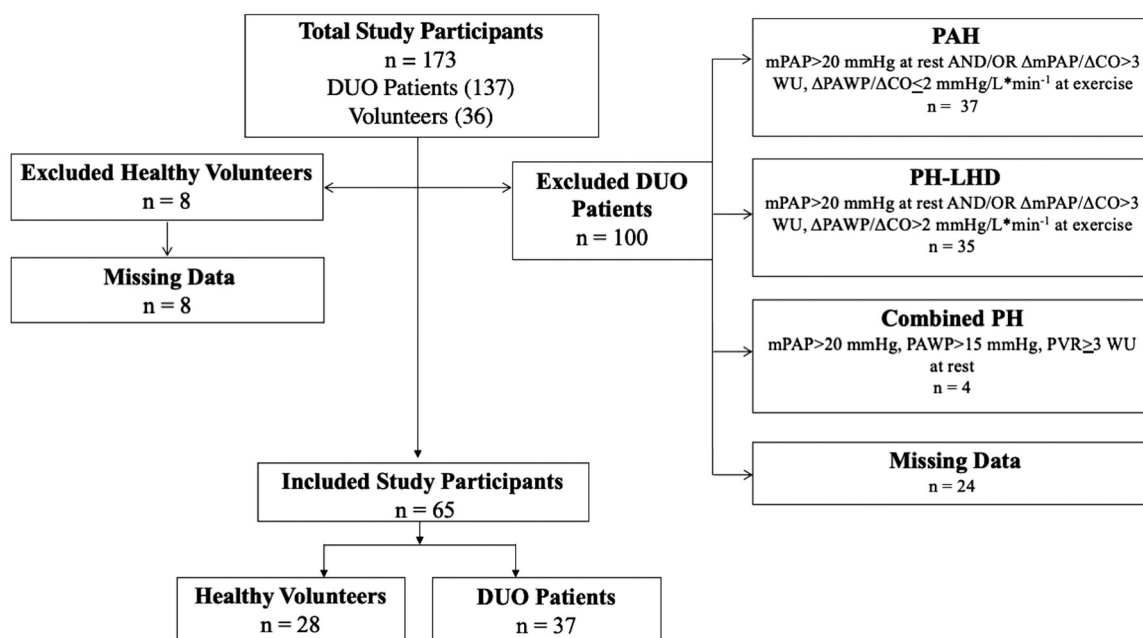 Total Study Participants
n = 173
DUO Patients (137)
Volunteers (36)
Excluded Healthy Volunteers
n = 8
Missing Data
n = 8
Excluded DUO
Patients
n = 100
PAH
mPAP>20 mmHg at rest AND/OR ΔmPAP/ΔCO>3
WU, ΔPAWP/ΔCO≤2 mmHg/L*min⁻¹ at exercise
n = 37
PH-LHD
mPAP>20 mmHg at rest AND/OR ΔmPAP/ΔCO>3
WU, ΔPAWP/ΔCO>2 mmHg/L*min⁻¹ at exercise
n = 35
Combined PH
mPAP>20 mmHg, PAWP>15 mmHg, PVR≥3 WU
at rest
n = 4
Missing Data
n = 24
Included Study Participants
n = 65
Healthy Volunteers
n = 28
DUO Patients
n = 37